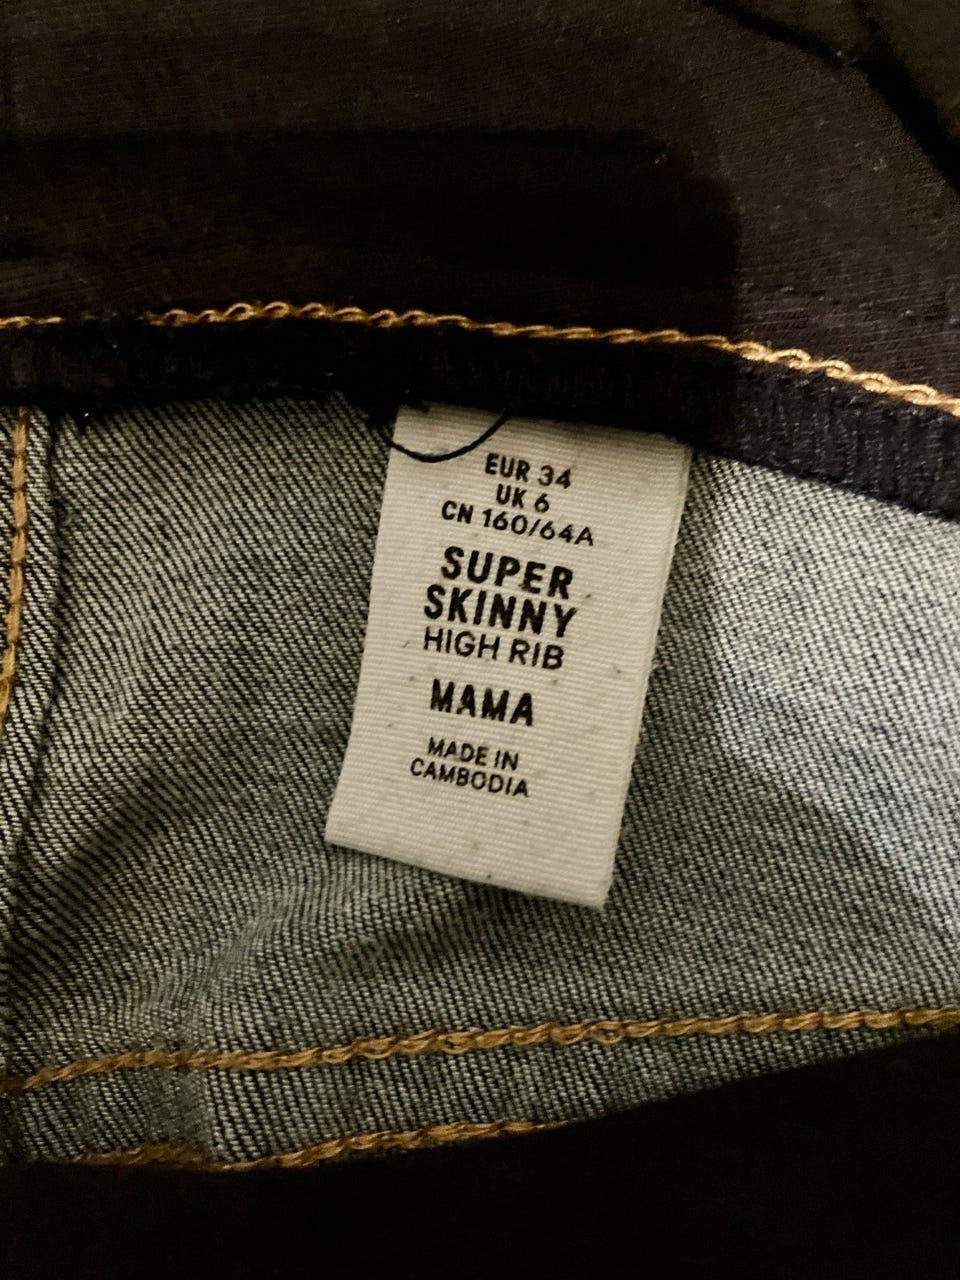 EUR 34
UK 6
CN 160/64A
SUPER
SKINNY
HIGH RIB
MAMA
MADE IN
CAMBODIA